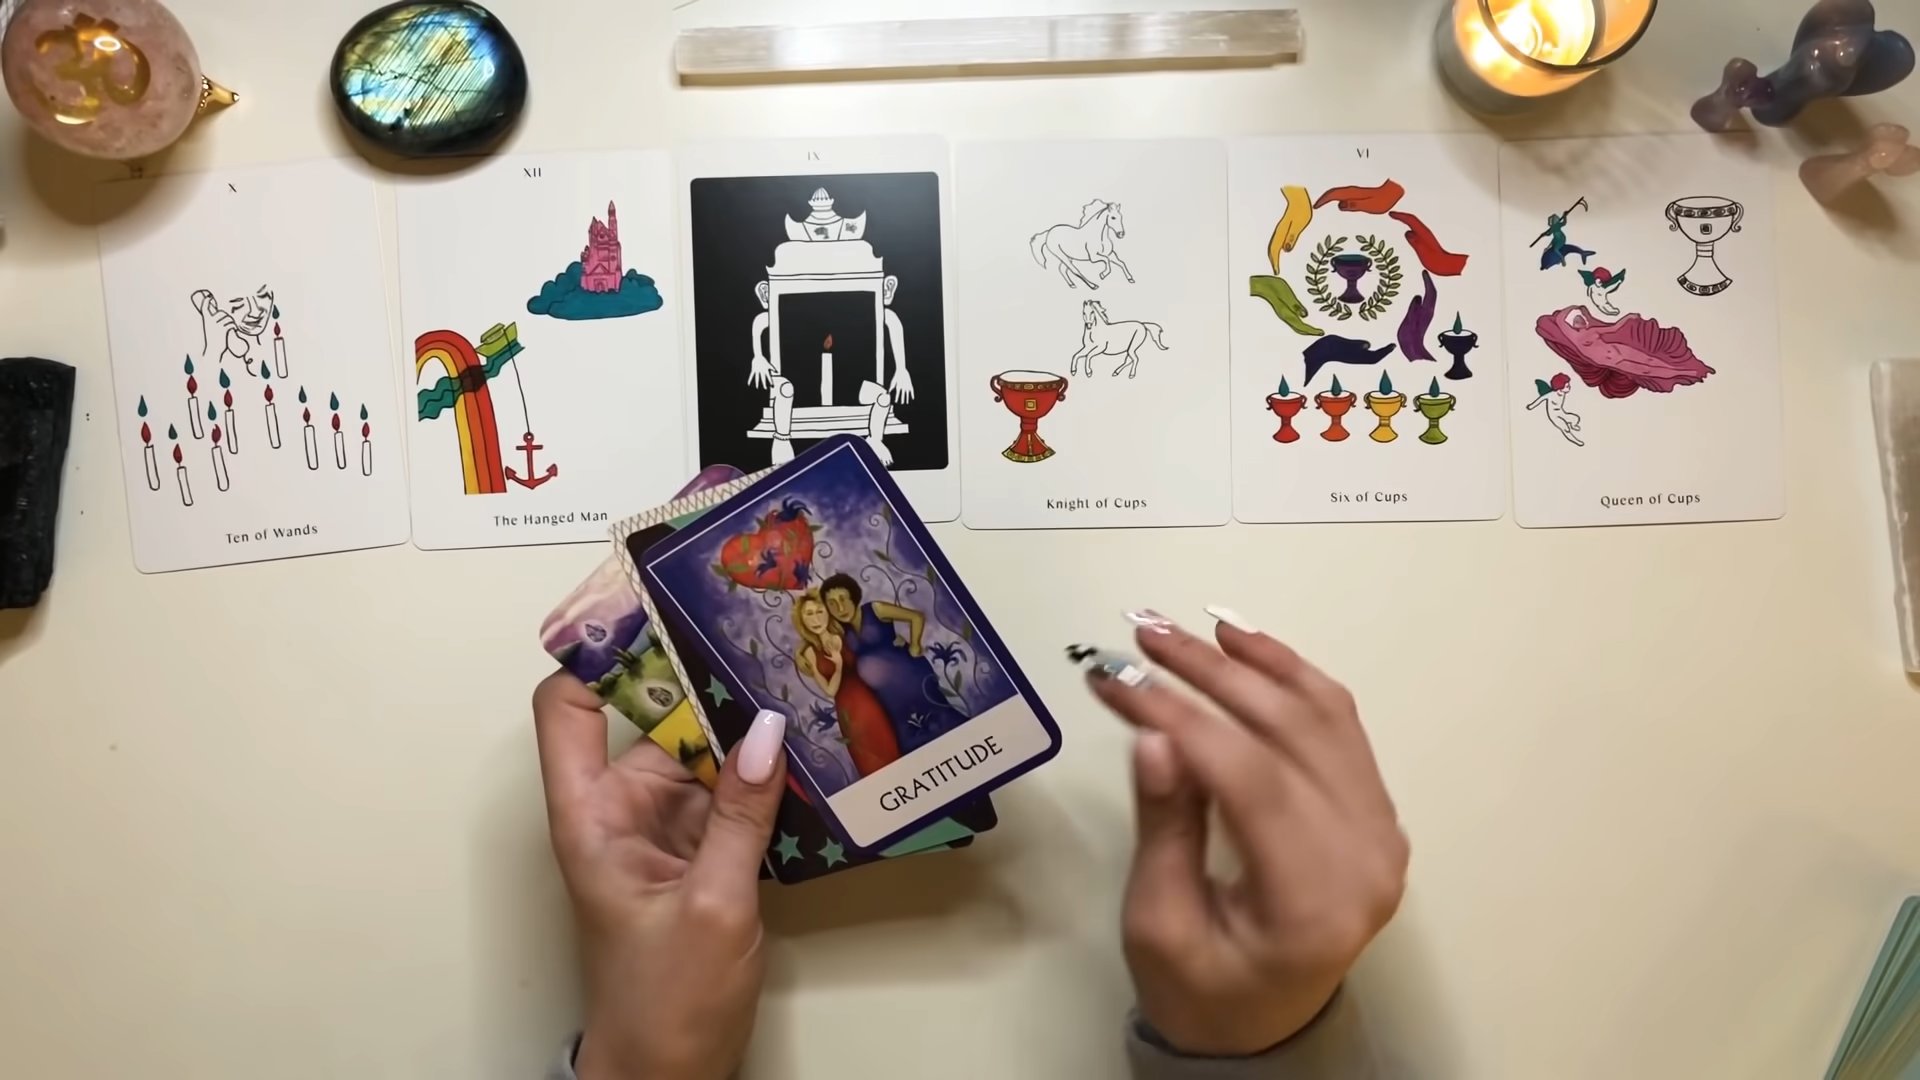 X
XII
IX
VI
Ten of Wands
The Hanged Man
Knight of Cups
Six of Cups
Queen of Cups
GRATITUDE